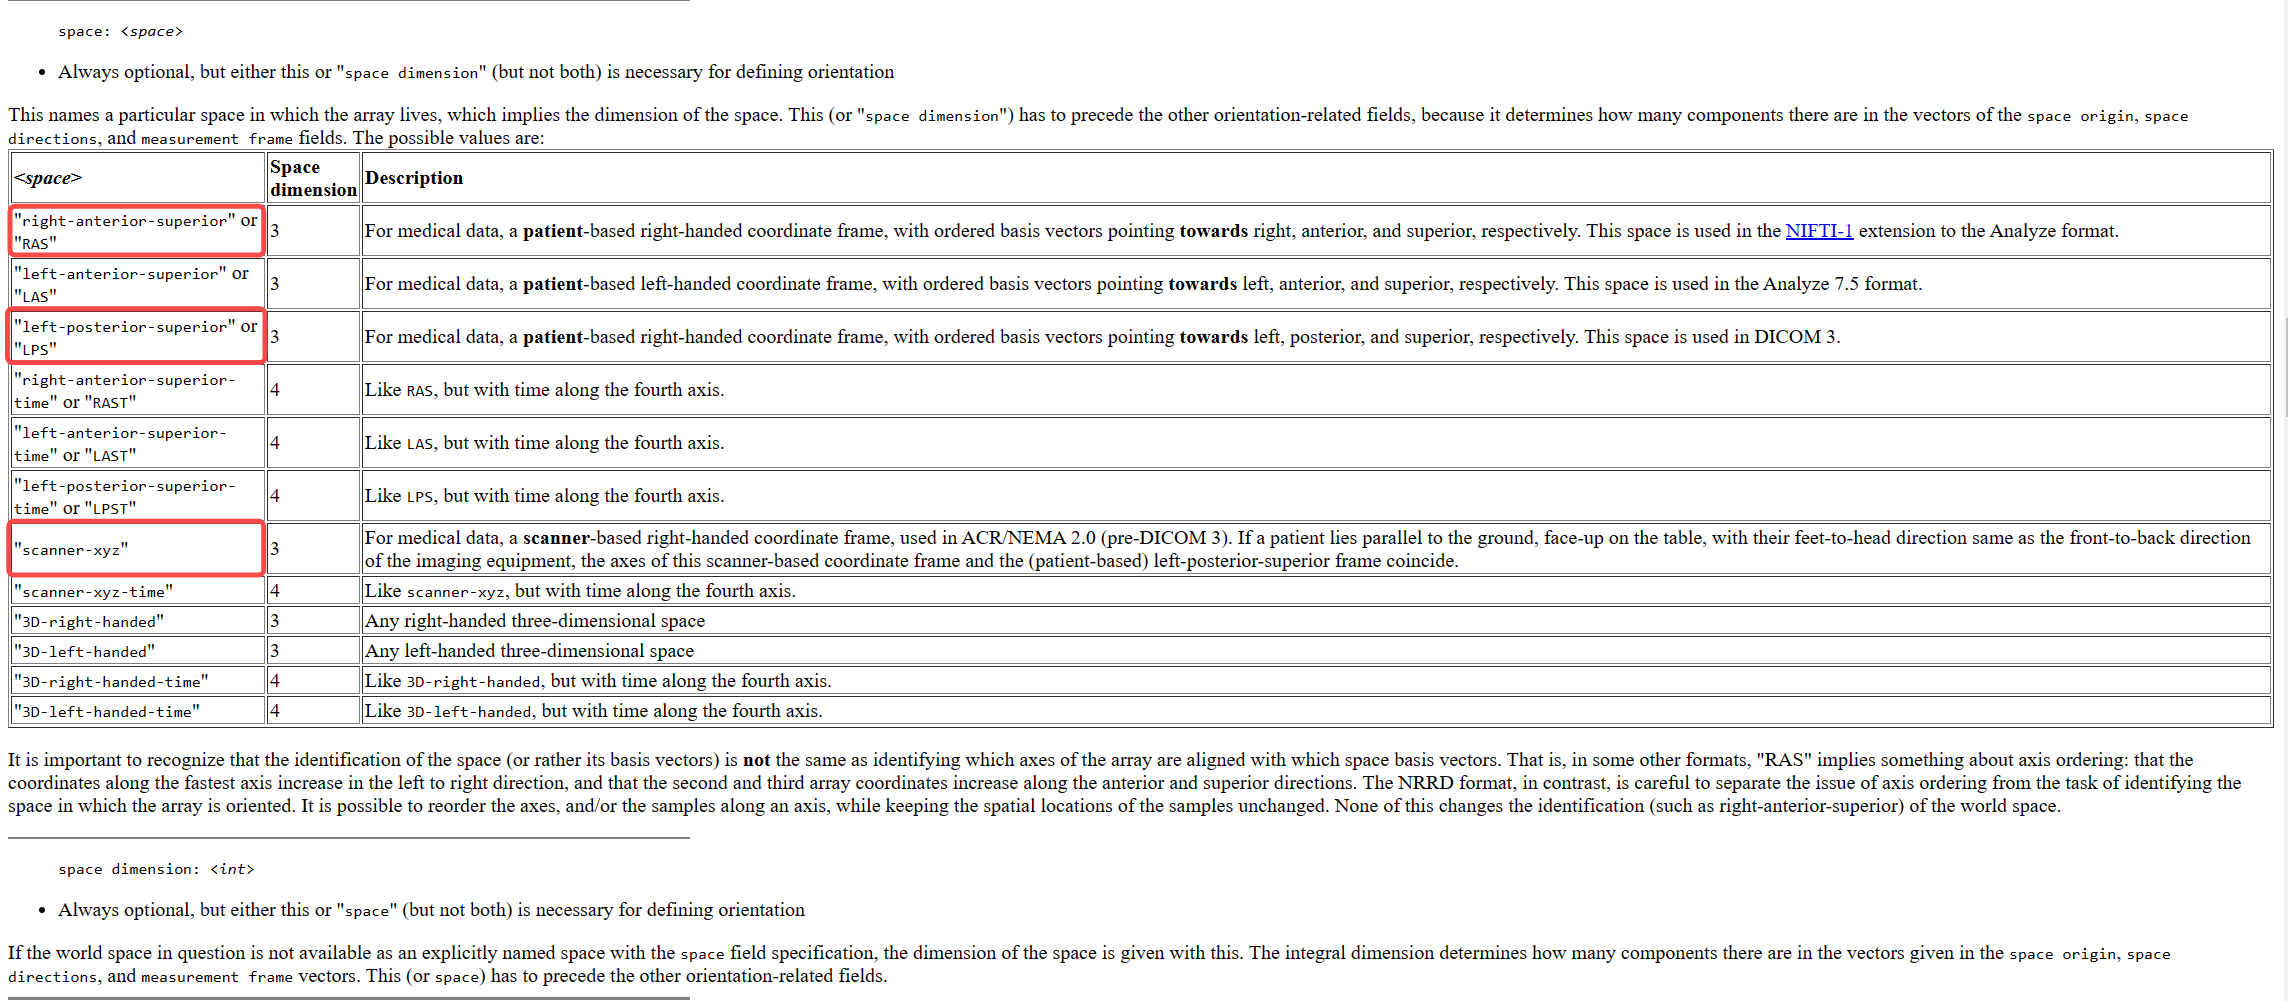 space: <space>
• Always optional, but either this or "space dimension" (but not both) is necessary for defining orientation
This names a particular space in which the array lives, which implies the dimension of the space. This (or "space dimension") has to precede the other orientation-related fields, because it determines how many components there are in the vectors of the space origin, space
directions, and measurement frame fields. The possible values are:
<space> Space dimension Description
"right-anterior-superior" or "RAS" 3 For medical data, a patient-based right-handed coordinate frame, with ordered basis vectors pointing towards right, anterior, and superior, respectively. This space is used in the NIFTI-1 extension to the Analyze format.
"left-anterior-superior" or "LAS" 3 For medical data, a patient-based left-handed coordinate frame, with ordered basis vectors pointing towards left, anterior, and superior, respectively. This space is used in the Analyze 7.5 format.
"left-posterior-superior" or "LPS" 3 For medical data, a patient-based right-handed coordinate frame, with ordered basis vectors pointing towards left, posterior, and superior, respectively. This space is used in DICOM 3.
"right-anterior-superior-time" or "RAST" 4 Like RAS, but with time along the fourth axis.
"left-anterior-superior-time" or "LAST" 4 Like LAS, but with time along the fourth axis.
"left-posterior-superior-time" or "LPST" 4 Like LPS, but with time along the fourth axis.
"scanner-xyz" 3 For medical data, a scanner-based right-handed coordinate frame, used in ACR/NEMA 2.0 (pre-DICOM 3). If a patient lies parallel to the ground, face-up on the table, with their feet-to-head direction same as the front-to-back direction
of the imaging equipment, the axes of this scanner-based coordinate frame and the (patient-based) left-posterior-superior frame coincide.
"scanner-xyz-time" 4 Like scanner-xyz, but with time along the fourth axis.
"3D-right-handed" 3 Any right-handed three-dimensional space
"3D-left-handed" 3 Any left-handed three-dimensional space
"3D-right-handed-time" 4 Like 3D-right-handed, but with time along the fourth axis.
"3D-left-handed-time" 4 Like 3D-left-handed, but with time along the fourth axis.
It is important to recognize that the identification of the space (or rather its basis vectors) is not the same as identifying which axes of the array are aligned with which space basis vectors. That is, in some other formats, "RAS" implies something about axis ordering: that the
coordinates along the fastest axis increase in the left to right direction, and that the second and third array coordinates increase along the anterior and superior directions. The NRRD format, in contrast, is careful to separate the issue of axis ordering from the task of identifying the
space in which the array is oriented. It is possible to reorder the axes, and/or the samples along an axis, while keeping the spatial locations of the samples unchanged. None of this changes the identification (such as right-anterior-superior) of the world space.
space dimension: <int>
• Always optional, but either this or "space" (but not both) is necessary for defining orientation
If the world space in question is not available as an explicitly named space with the space field specification, the dimension of the space is given with this. The integral dimension determines how many components there are in the vectors given in the space origin, space
directions, and measurement frame vectors. This (or space) has to precede the other orientation-related fields.